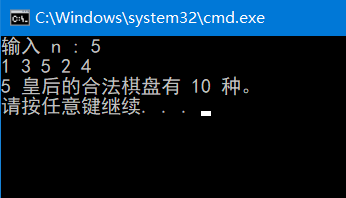 C:\Windows\system32\cmd.exe
输入 n : 5
1 3 5 2 4
5 皇后的合法棋盘有 10 种。
请按任意键继续. . .